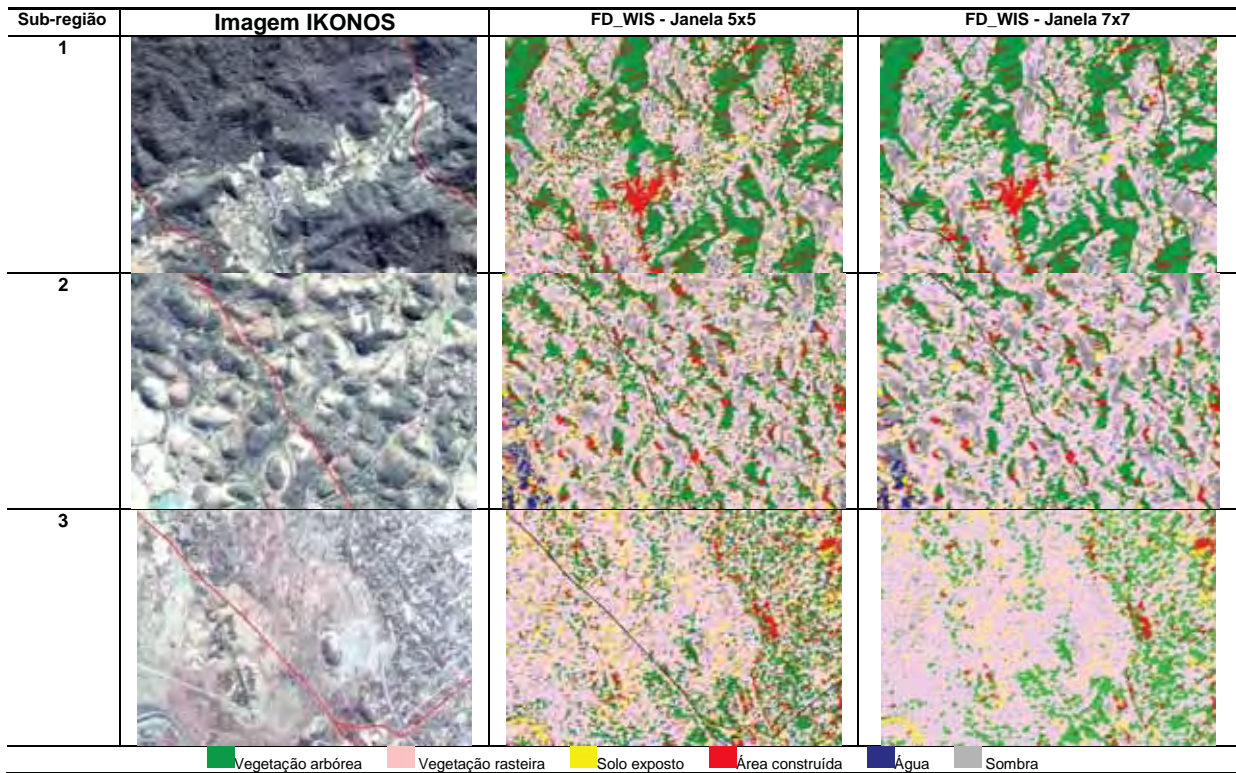 Sub-região Imagem IKONOS FD_WIS - Janela 5x5 FD_WIS - Janela 7x7
1
2
3
Vegetação arbórea Vegetação rasteira Solo exposto Área construída Água Sombra